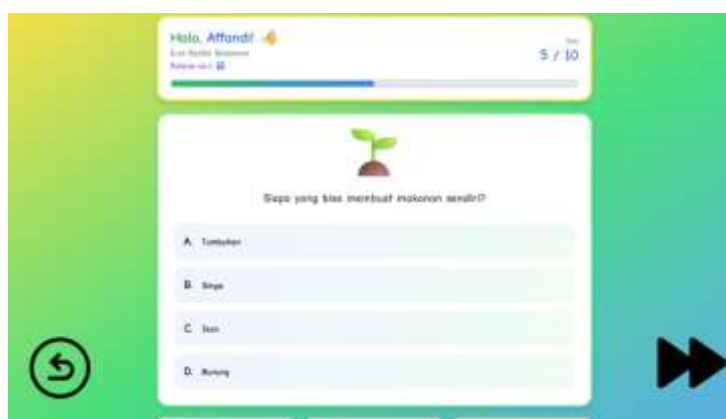 Halo, Affandi!
5 / 10
Siapa yang bisa membuat makanan sendiri?
A. Tumbuhan
B. Singa
C. Ikan
D. Burung